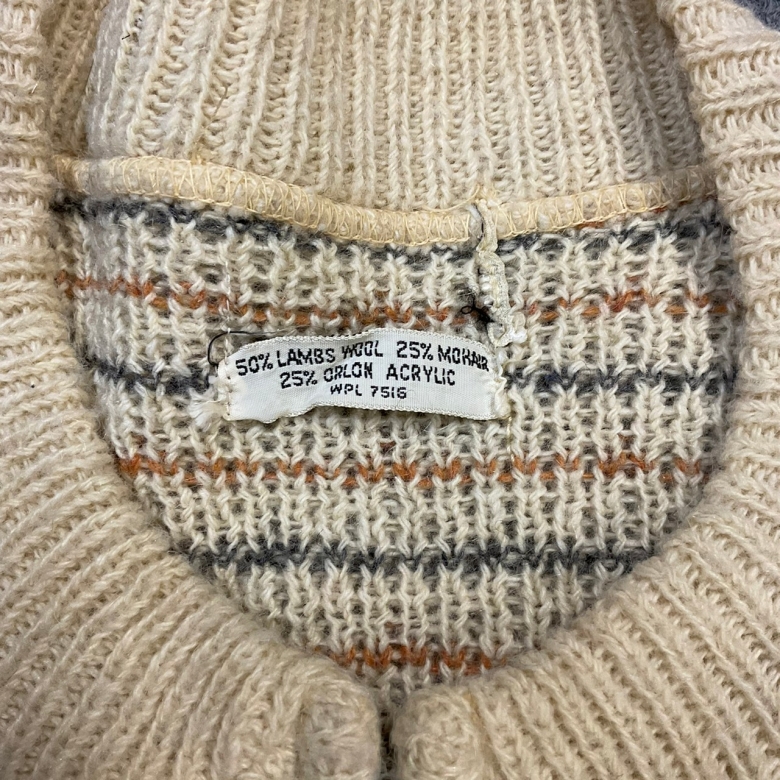 50% LAMBS WOOL 25% MOHAIR
25% ORLON ACRYLIC
WPL 7516